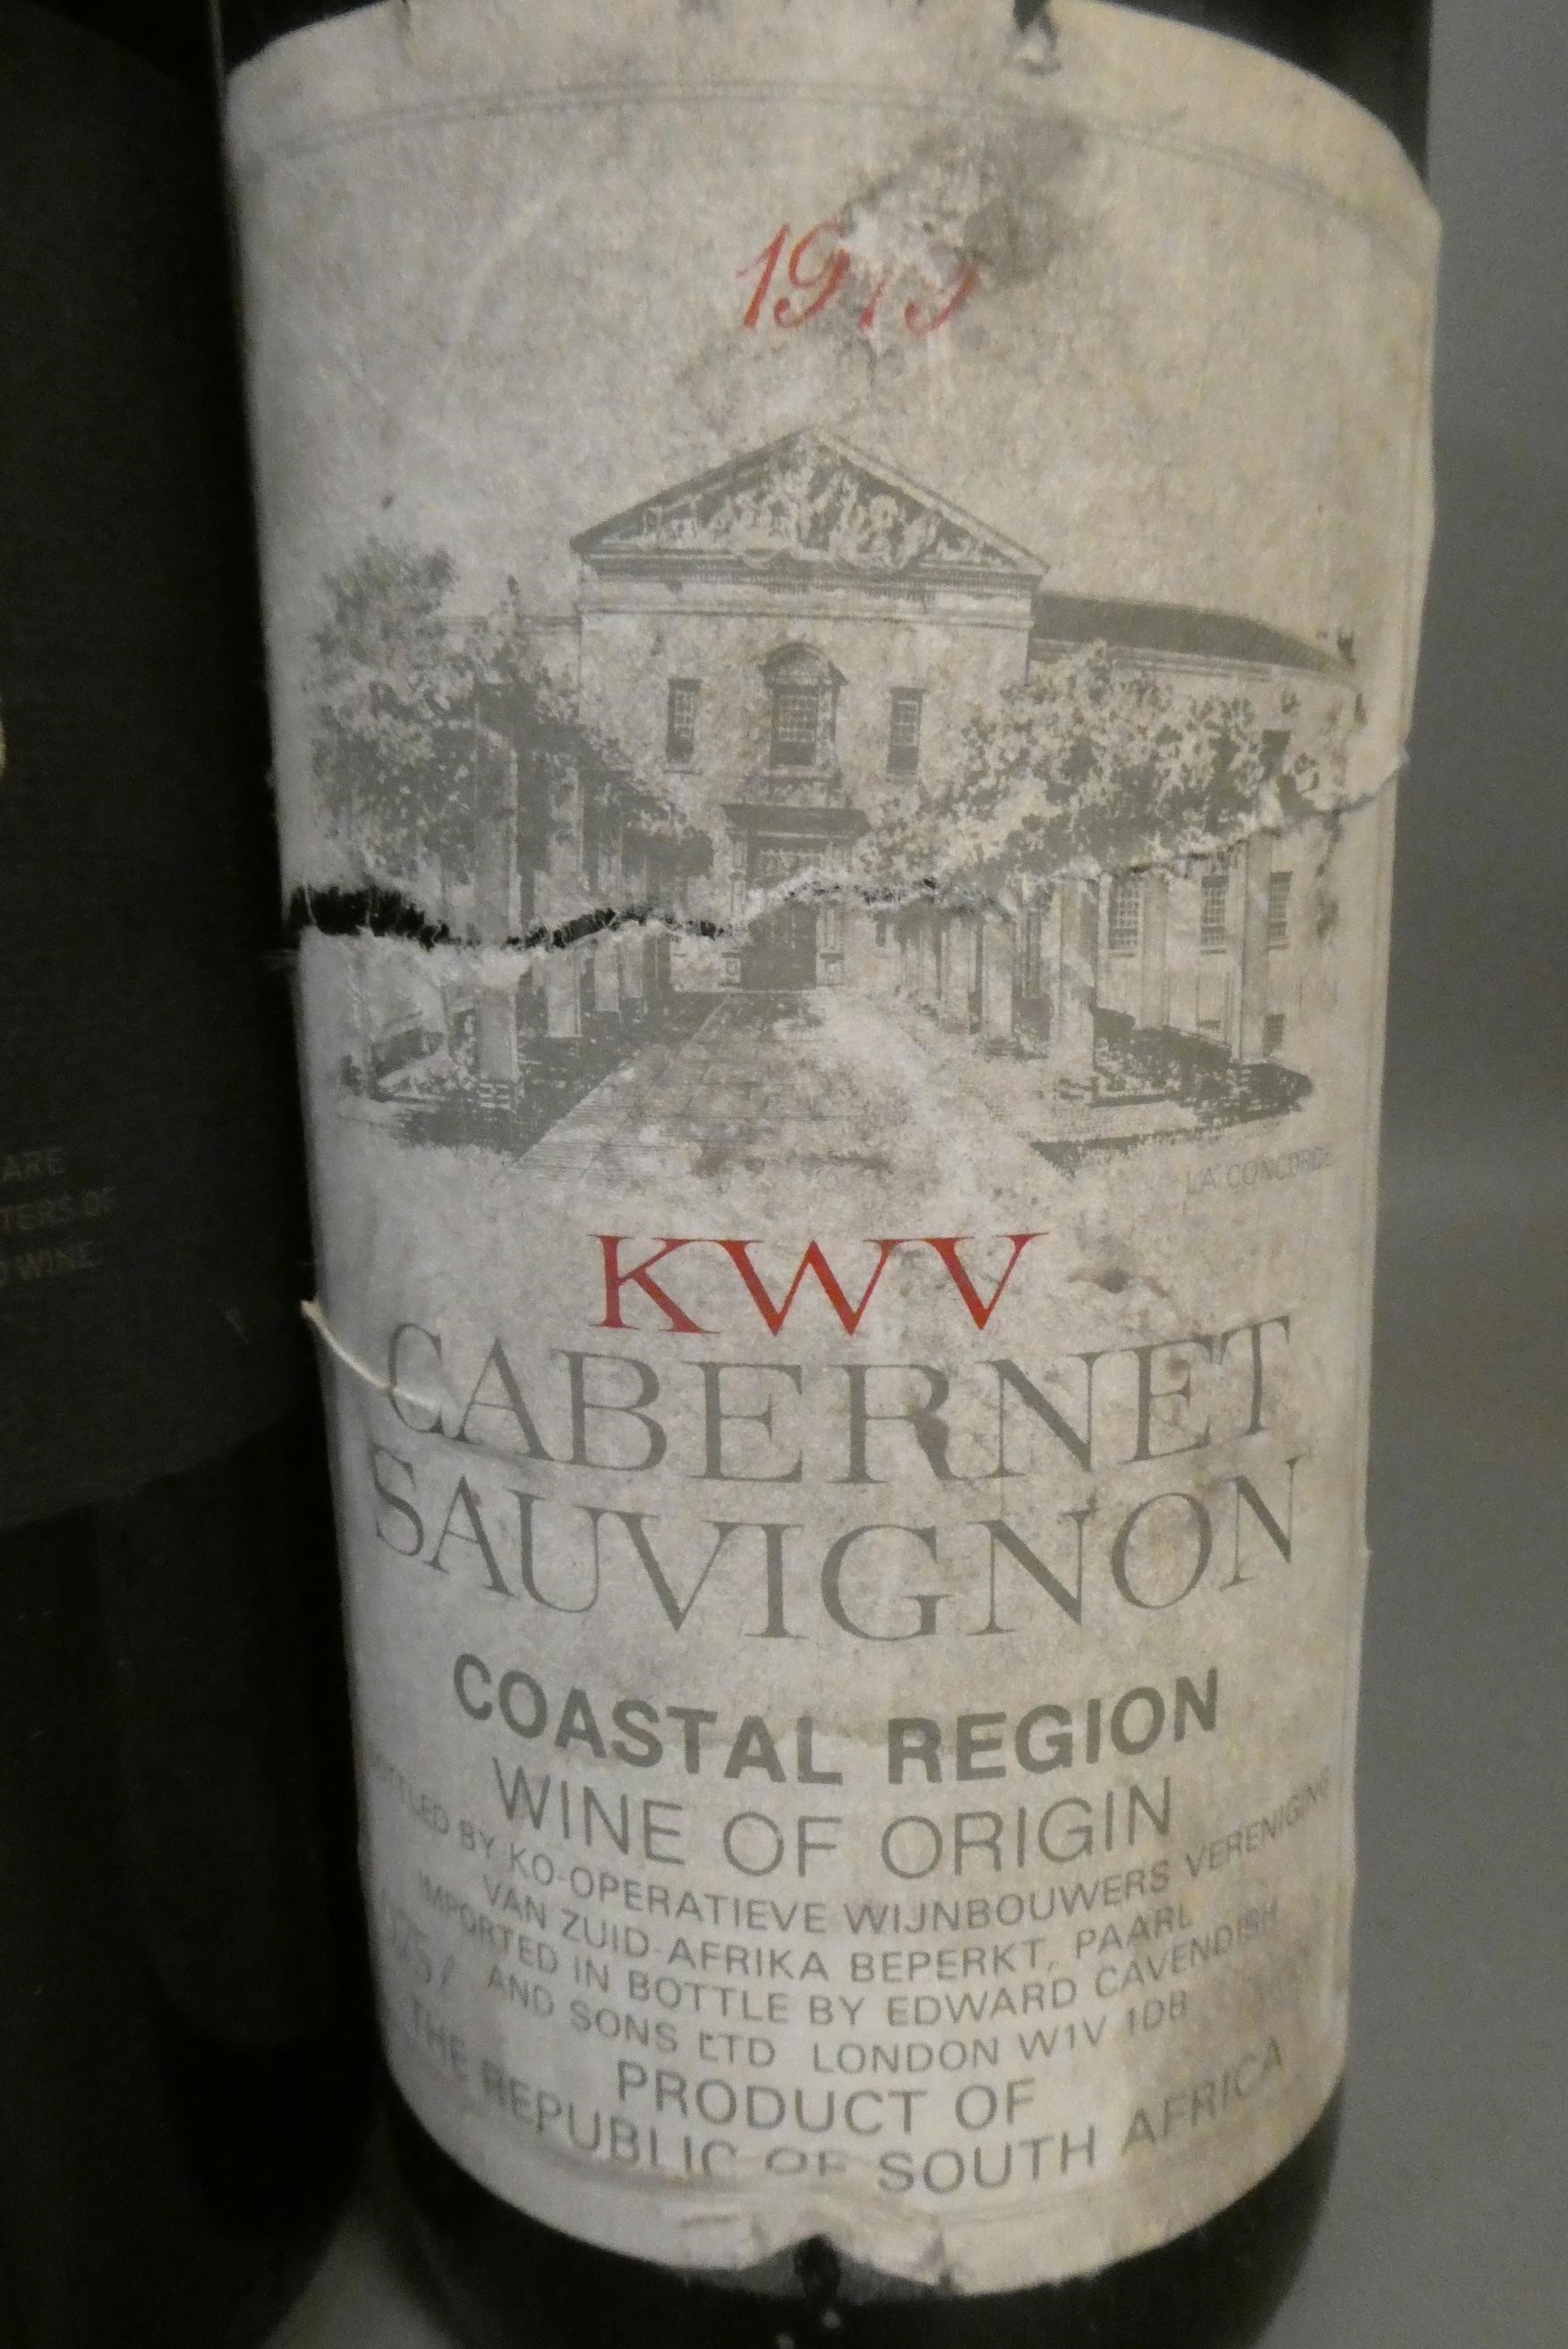 1979
LA CONCORDE
KWV
CABERNET
SAUVIGNON
COASTAL REGION
WINE OF ORIGIN
BY KO-OPERATIEVE WIJNBOUWERS VERENIGING
VAN ZUID-AFRIKA BEPERKT, PAARL
IMPORTED IN BOTTLE BY EDWARD CAVENDISH
AND SONS LTD LONDON W1V 1DB
PRODUCT OF
THE REPUBLIC OF SOUTH AFRICA
ARE
TERS OF
WINE